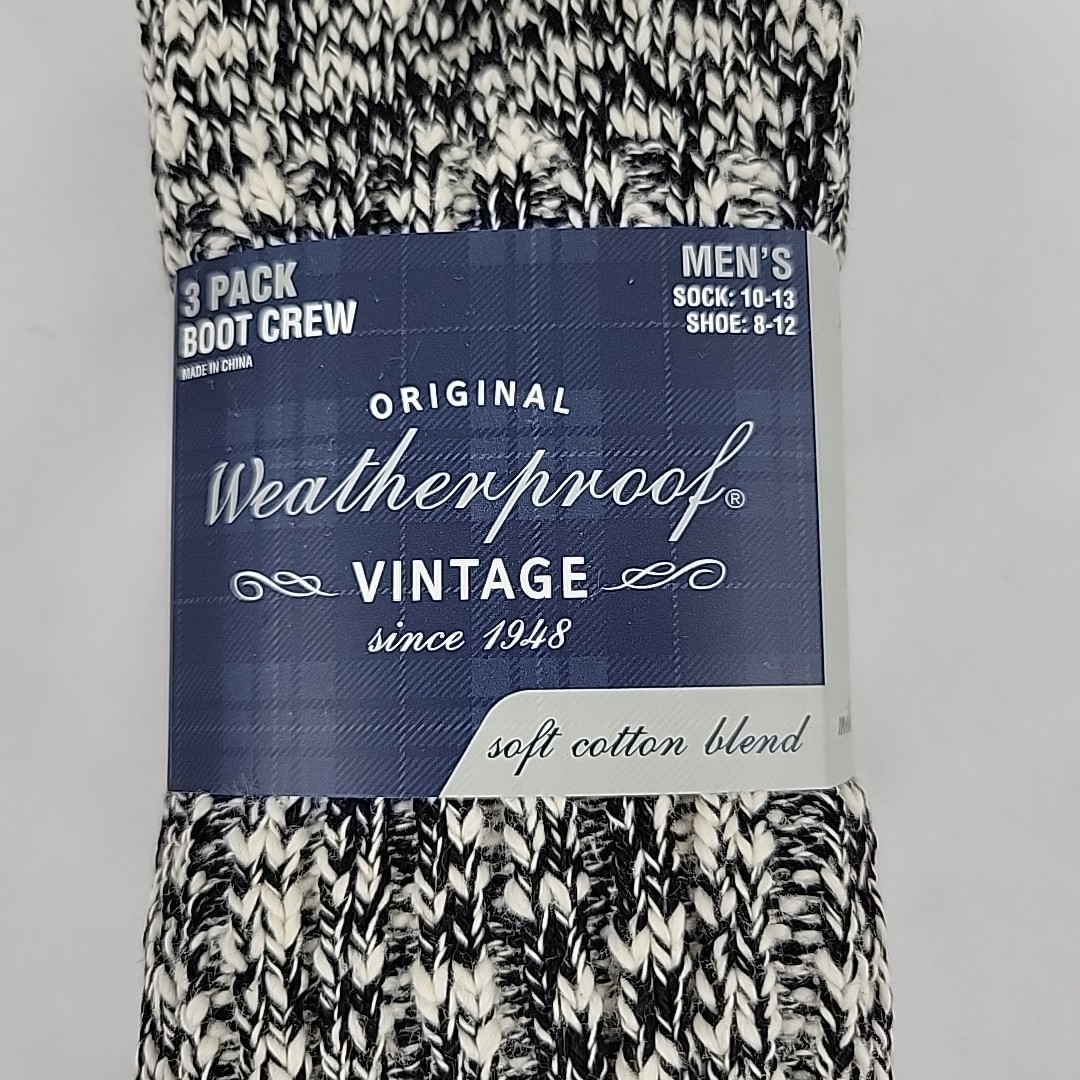 3 PACK
BOOT CREW
MADE IN CHINA
MEN'S
SOCK: 10-13
SHOE: 8-12
ORIGINAL
Weatherproof®
VINTAGE
since 1948
soft cotton blend